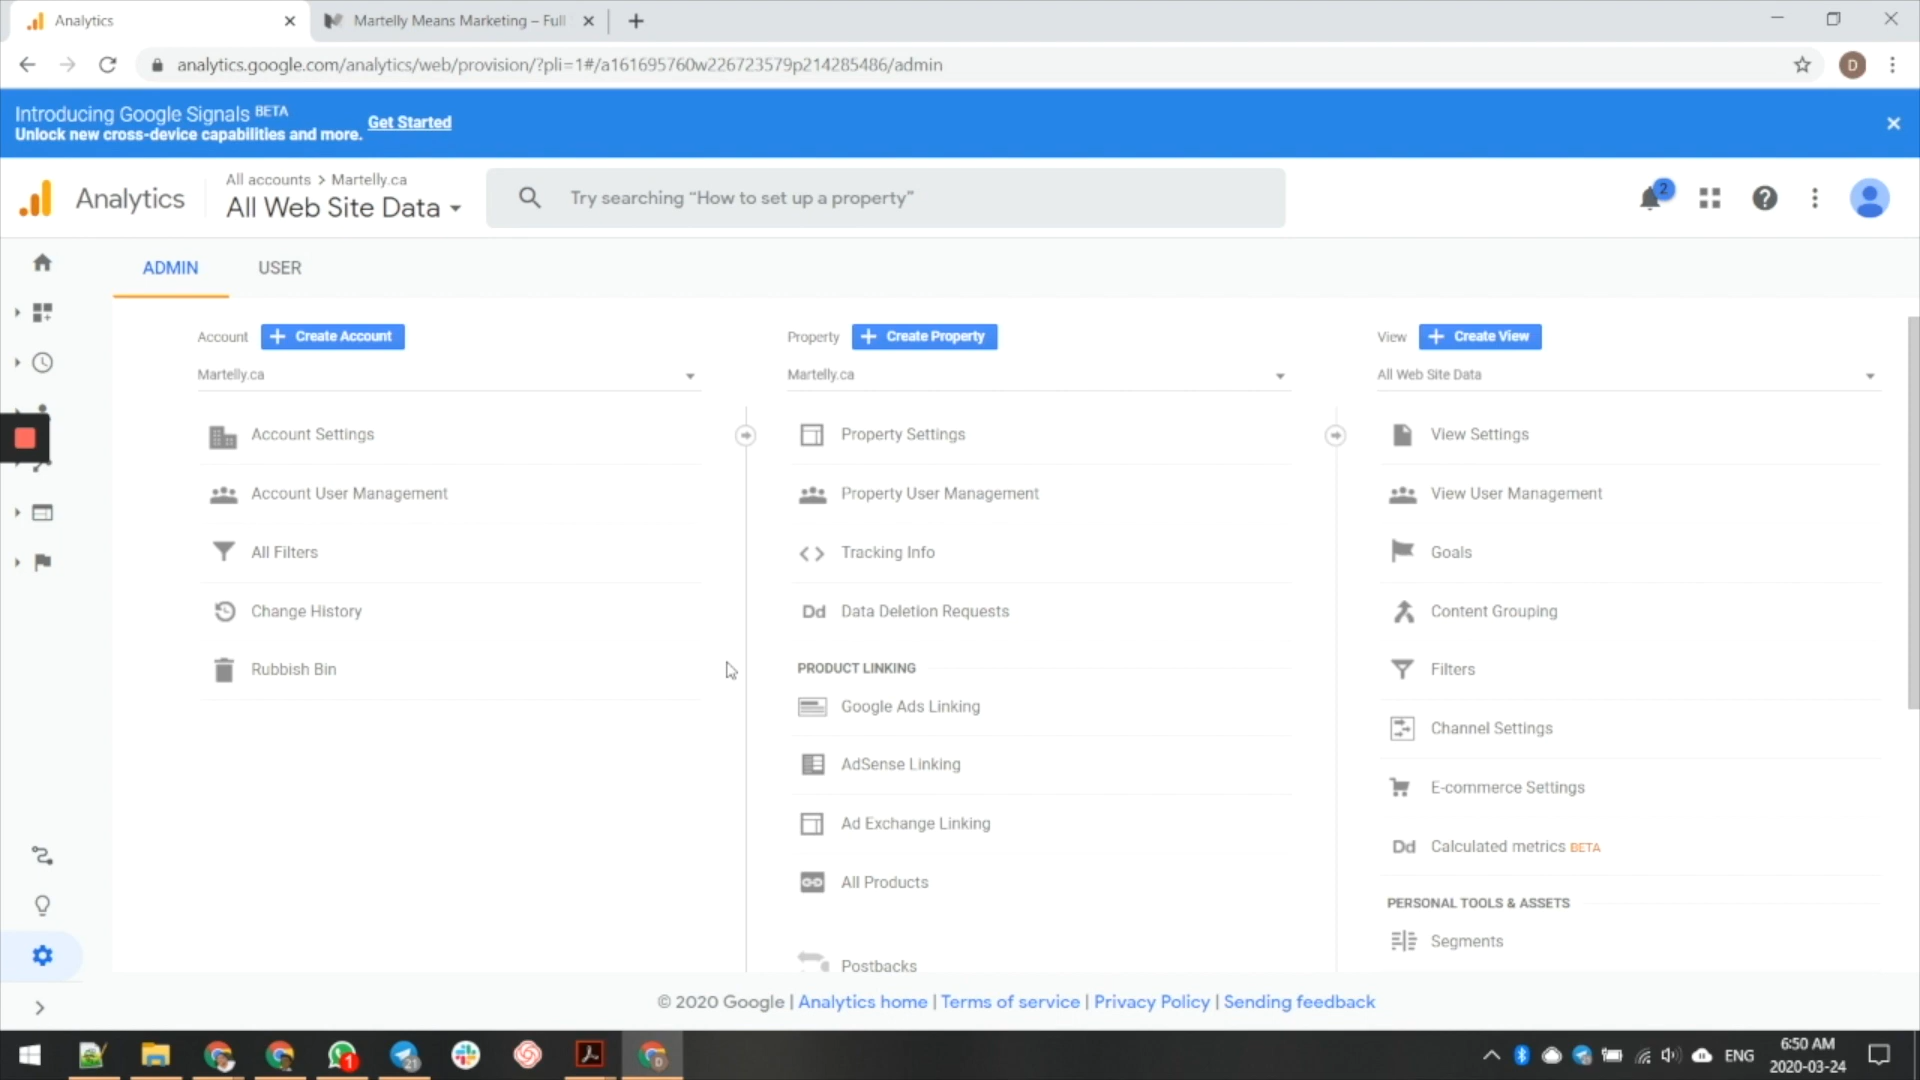 Analytics
Martelly Means Marketing – Full
analytics.google.com/analytics/web/provision/?pli=1#/a161695760w226723579p214285486/admin
D
Introducing Google Signals BETA
Unlock new cross-device capabilities and more.
Get Started
Analytics
All accounts > Martelly.ca
All Web Site Data
Try searching “How to set up a property”
2
ADMIN
USER
Account
+ Create Account
Martelly.ca
Account Settings
Account User Management
All Filters
Change History
Rubbish Bin
Property
+ Create Property
Martelly.ca
Property Settings
Property User Management
<> Tracking Info
Dd Data Deletion Requests
PRODUCT LINKING
Google Ads Linking
AdSense Linking
Ad Exchange Linking
All Products
Postbacks
View
+ Create View
All Web Site Data
View Settings
View User Management
Goals
Content Grouping
Filters
Channel Settings
E-commerce Settings
Dd Calculated metrics BETA
PERSONAL TOOLS & ASSETS
Segments
© 2020 Google | Analytics home | Terms of service | Privacy Policy | Sending feedback
1
21
D
ENG
6:50 AM
2020-03-24